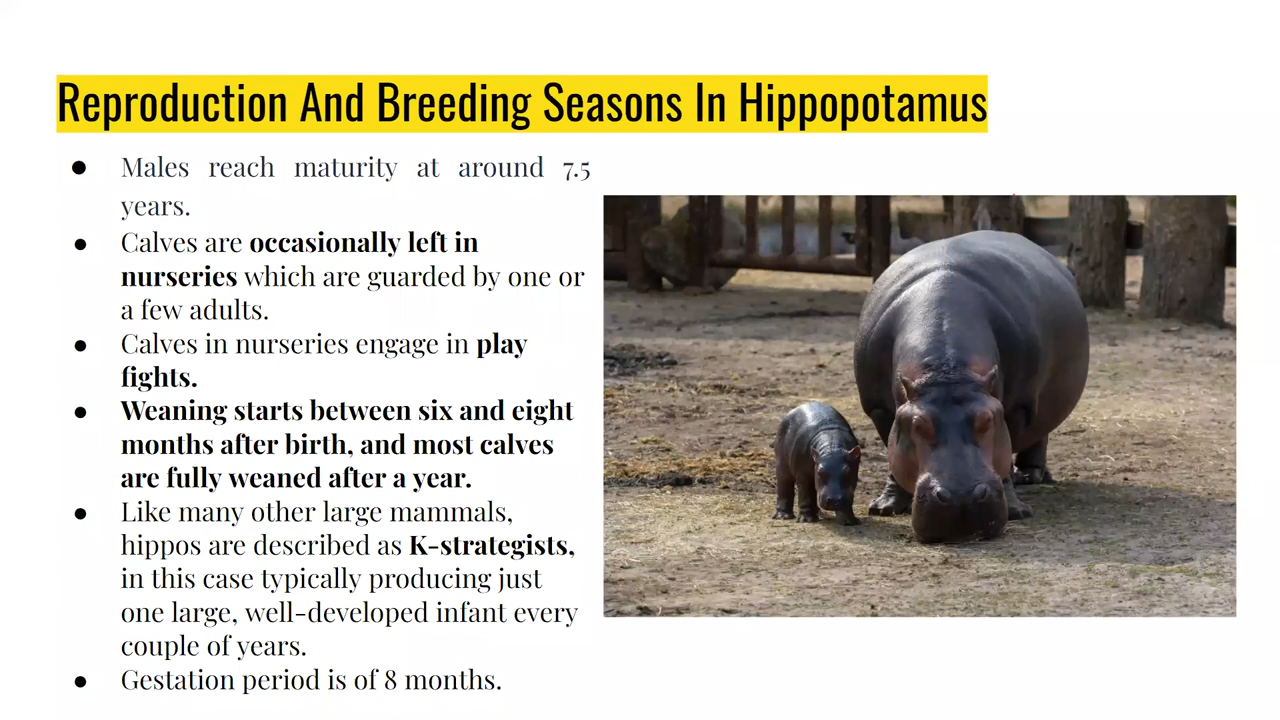 Reproduction And Breeding Seasons In Hippopotamus
● Males reach maturity at around 7.5
years.
● Calves are occasionally left in
nurseries which are guarded by one or
a few adults.
● Calves in nurseries engage in play
fights.
● Weaning starts between six and eight
months after birth, and most calves
are fully weaned after a year.
● Like many other large mammals,
hippos are described as K-strategists,
in this case typically producing just
one large, well-developed infant every
couple of years.
● Gestation period is of 8 months.